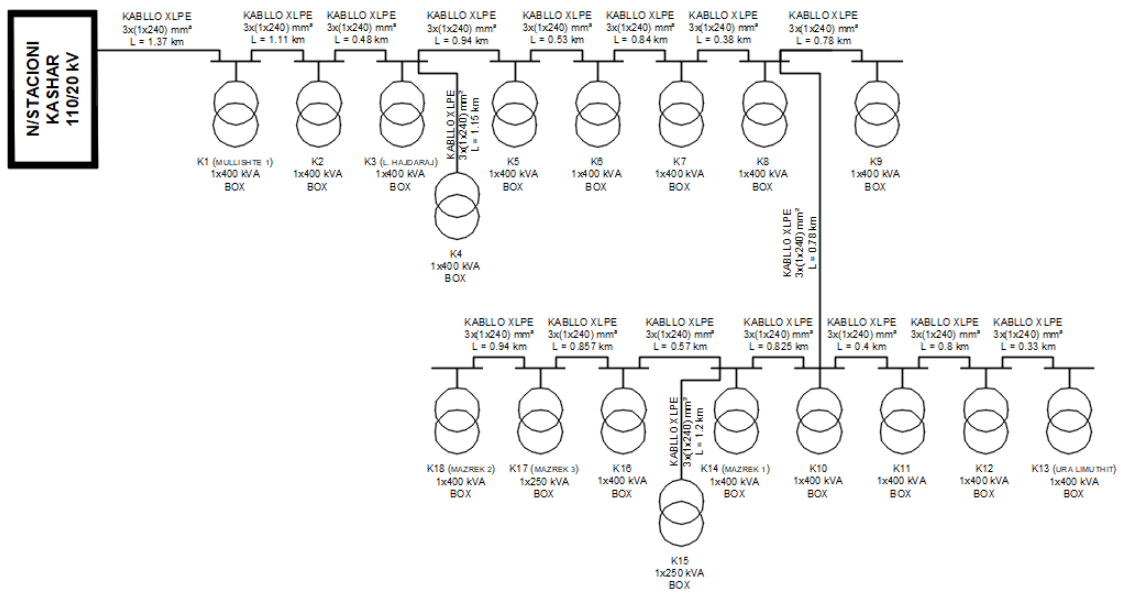 N/STACIONI
KASHAR
110/20 kV
KABLLO XLPE
3x(1x240) mm²
L = 1.37 km
KABLLO XLPE
3x(1x240) mm²
L = 1.11 km
KABLLO XLPE
3x(1x240) mm²
L = 0.48 km
KABLLO XLPE
3x(1x240) mm²
L = 0.94 km
KABLLO XLPE
3x(1x240) mm²
L = 0.53 km
KABLLO XLPE
3x(1x240) mm²
L = 0.84 km
KABLLO XLPE
3x(1x240) mm²
L = 0.38 km
KABLLO XLPE
3x(1x240) mm²
L = 0.78 km
KABLLO XLPE
3x(1x240) mm²
L = 1.15 km
K1 (MULLISHTE 1)
1x400 kVA
BOX
K2
1x400 kVA
BOX
K3 (L. HAJDARAJ)
1x400 kVA
BOX
K4
1x400 kVA
BOX
K5
1x400 kVA
BOX
K6
1x400 kVA
BOX
K7
1x400 kVA
BOX
K8
1x400 kVA
BOX
K9
1x400 kVA
BOX
KABLLO XLPE
3x(1x240) mm²
L = 0.78 km
KABLLO XLPE
3x(1x240) mm²
L = 0.94 km
KABLLO XLPE
3x(1x240) mm²
L = 0.857 km
KABLLO XLPE
3x(1x240) mm²
L = 0.57 km
KABLLO XLPE
3x(1x240) mm²
L = 0.825 km
KABLLO XLPE
3x(1x240) mm²
L = 0.4 km
KABLLO XLPE
3x(1x240) mm²
L = 0.8 km
KABLLO XLPE
3x(1x240) mm²
L = 0.33 km
KABLLO XLPE
3x(1x240) mm²
L = 1.2 km
K18 (MAZREK 2)
1x400 kVA
BOX
K17 (MAZREK 3)
1x250 kVA
BOX
K16
1x400 kVA
BOX
K14 (MAZREK 1)
1x400 kVA
BOX
K10
1x400 kVA
BOX
K11
1x400 kVA
BOX
K12
1x400 kVA
BOX
K13 (URA LIMUTHIT)
1x400 kVA
BOX
K15
1x250 kVA
BOX